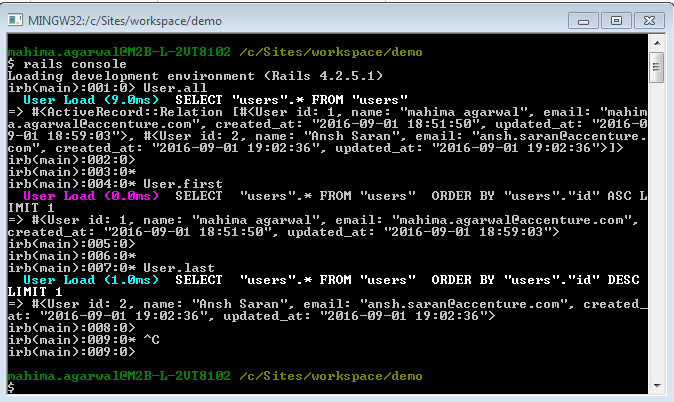 MINGW32:/c/Sites/workspace/demo
mahima.agarwal@M2B-L-2VT8102 /c/Sites/workspace/demo
$ rails console
Loading development environment (Rails 4.2.5.1)
irb(main):001:0> User.all
  User Load (9.0ms)  SELECT "users".* FROM "users"
=> #<ActiveRecord::Relation [#<User id: 1, name: "mahima agarwal", email: "mahim
a.agarwal@accenture.com", created_at: "2016-09-01 18:51:50", updated_at: "2016-0
9-01 18:59:03">, #<User id: 2, name: "Ansh Saran", email: "ansh.saran@accenture.
com", created_at: "2016-09-01 19:02:36", updated_at: "2016-09-01 19:02:36">]>
irb(main):002:0>
irb(main):003:0*
irb(main):004:0* User.first
  User Load (0.0ms)  SELECT  "users".* FROM "users"  ORDER BY "users"."id" ASC L
IMIT 1
=> #<User id: 1, name: "mahima agarwal", email: "mahima.agarwal@accenture.com",
created_at: "2016-09-01 18:51:50", updated_at: "2016-09-01 18:59:03">
irb(main):005:0>
irb(main):006:0*
irb(main):007:0* User.last
  User Load (1.0ms)  SELECT  "users".* FROM "users"  ORDER BY "users"."id" DESC
LIMIT 1
=> #<User id: 2, name: "Ansh Saran", email: "ansh.saran@accenture.com", created_
at: "2016-09-01 19:02:36", updated_at: "2016-09-01 19:02:36">
irb(main):008:0>
irb(main):009:0* ^C
irb(main):009:0>
mahima.agarwal@M2B-L-2VT8102 /c/Sites/workspace/demo
$